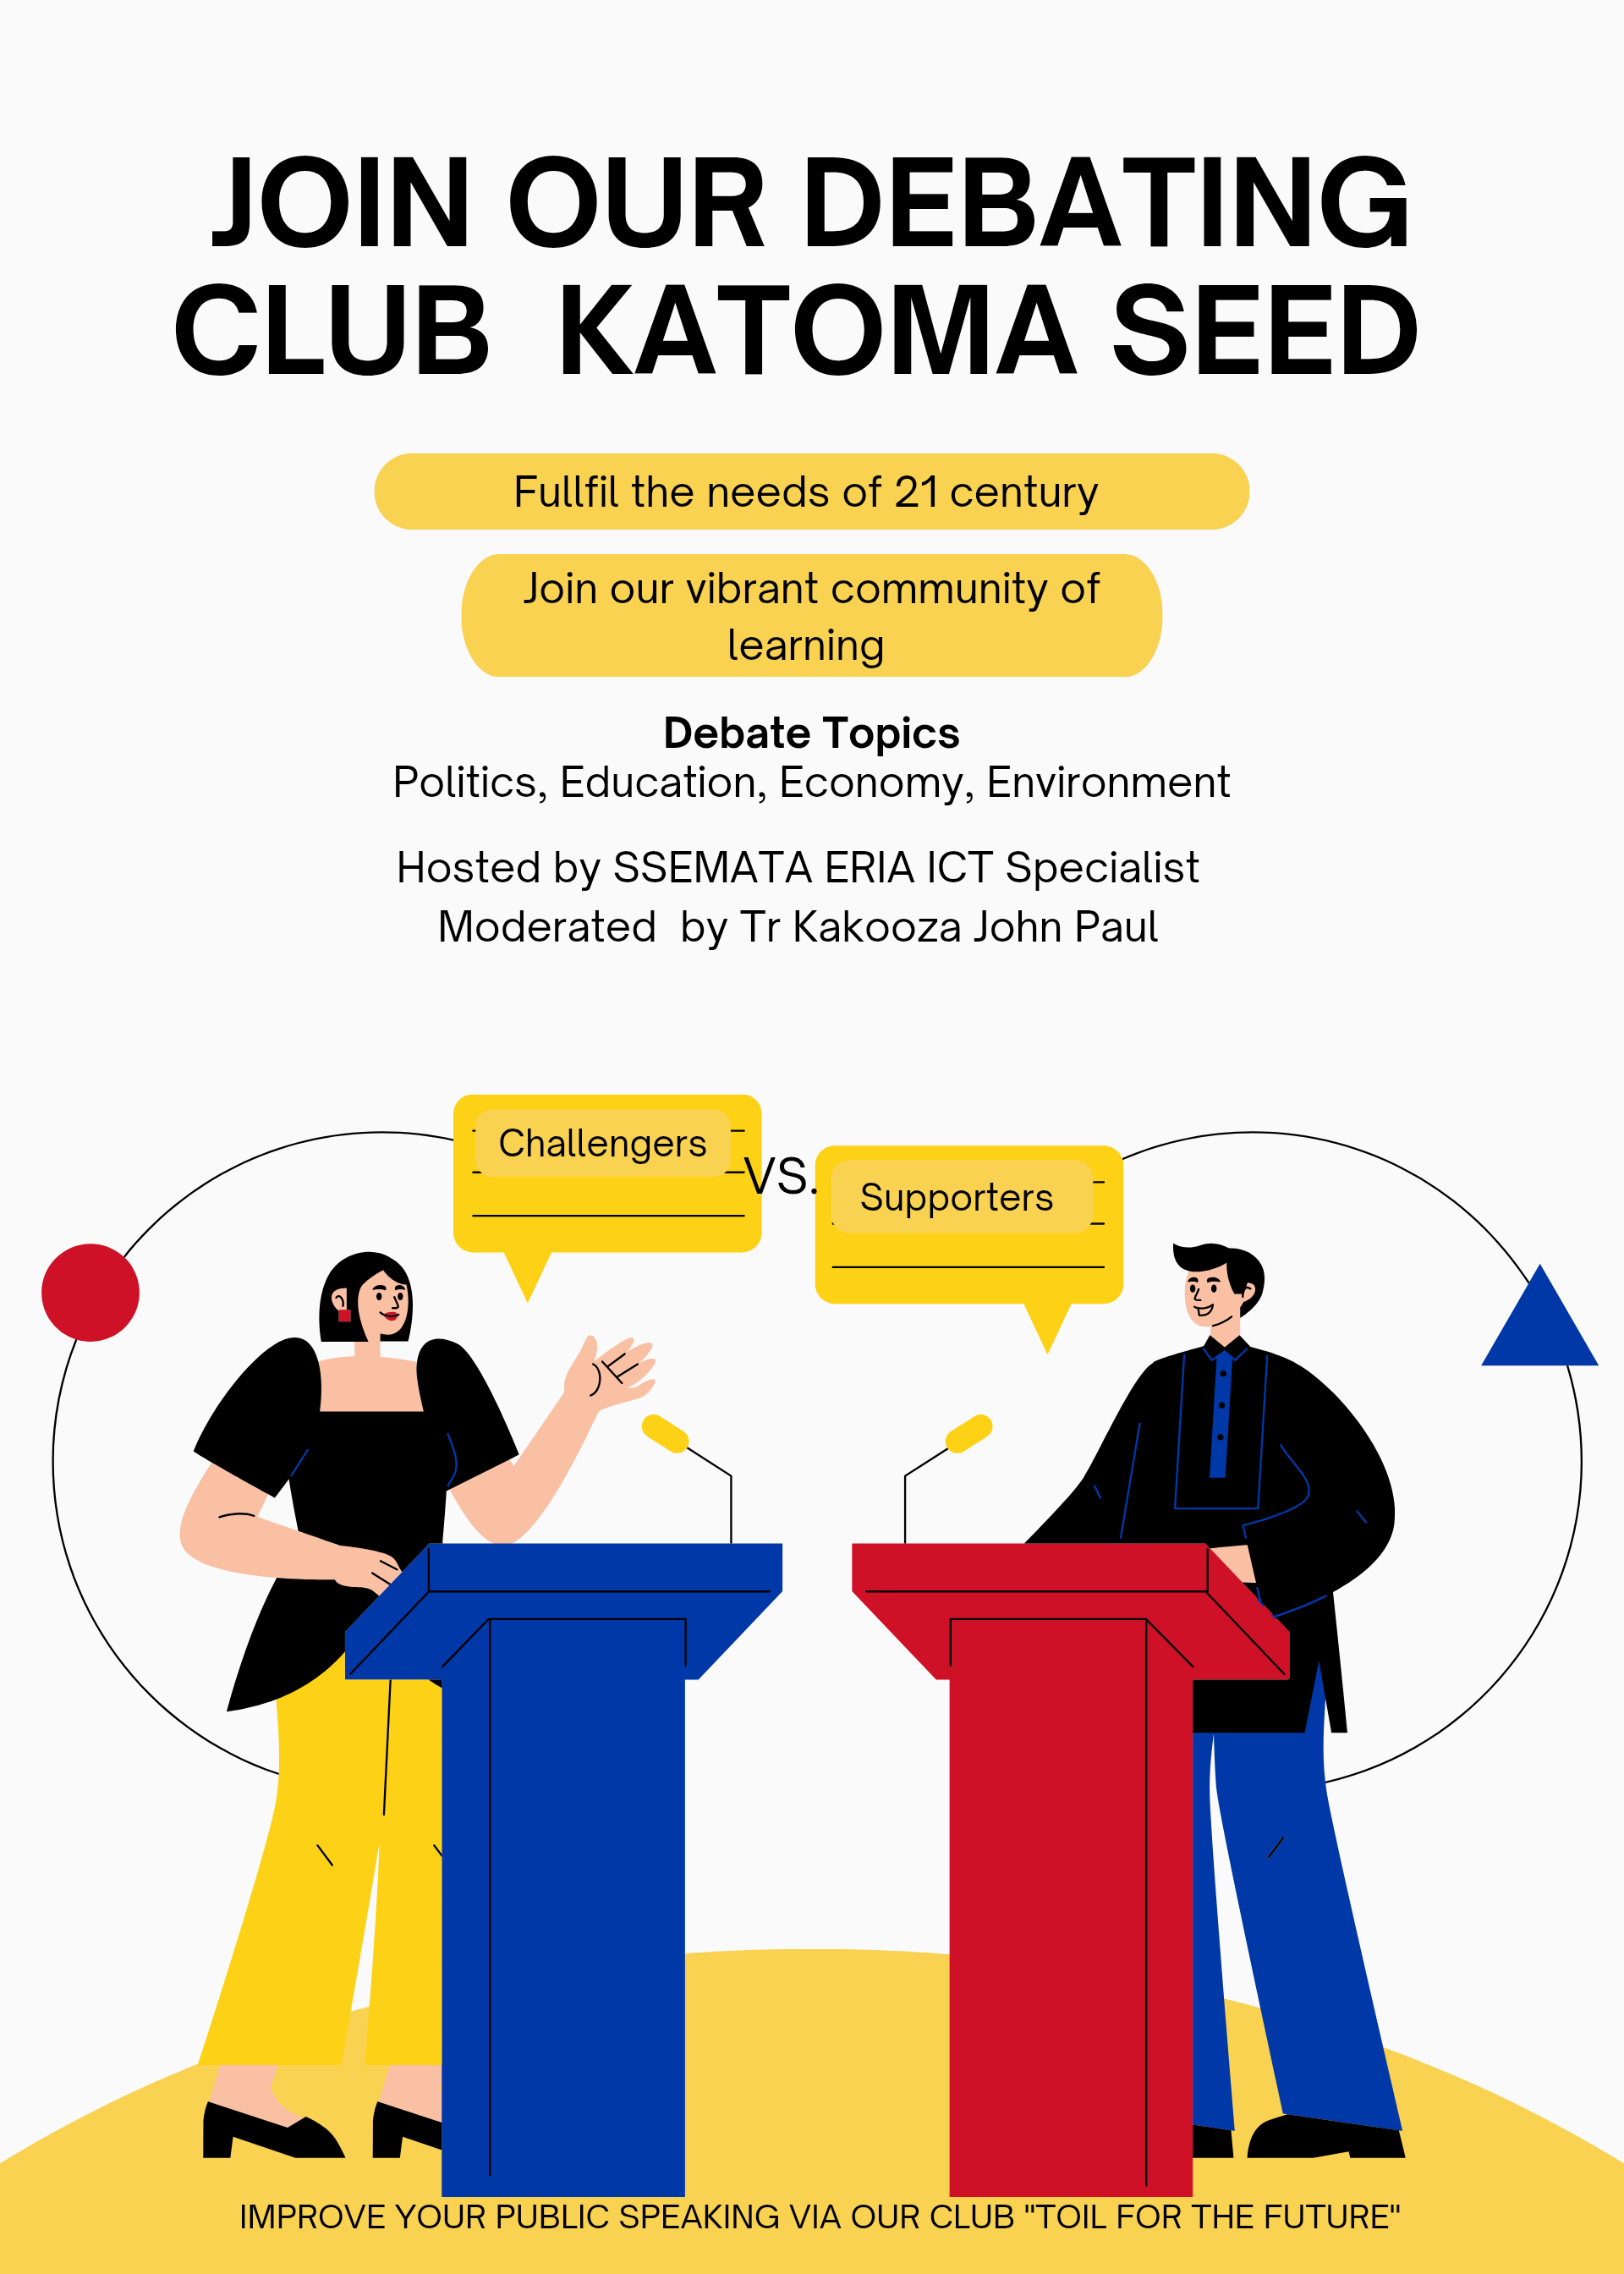 JOIN OUR DEBATING
CLUB KATOMA SEED
Fullfil the needs of 21 century
Join our vibrant community of
learning
Debate Topics
Politics, Education, Economy, Environment
Hosted by SSEMATA ERIA ICT Specialist
Moderated by Tr Kakooza John Paul
Challengers
VS.
Supporters
IMPROVE YOUR PUBLIC SPEAKING VIA OUR CLUB "TOIL FOR THE FUTURE"